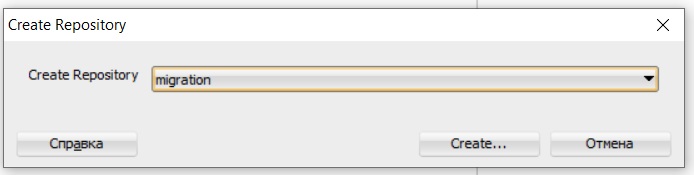 Create Repository
Create Repository migration
Справка Create... Отмена